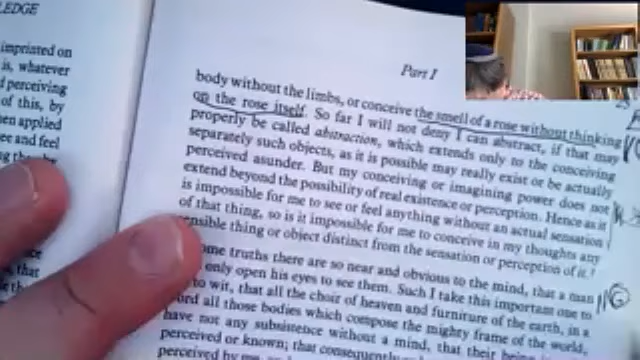 LEDGE
imprinted on
is, whatever
perceiving
of this, by
en applied
ee and feel
Part I
body without the limbs, or conceive the smell of a rose without thinking
on the rose itself. So far I will not deny I can abstract, if that may
properly be called abstraction, which extends only to the conceiving
separately such objects, as it is possible may really exist or be actually
perceived asunder. But my conceiving or imagining power does not
extend beyond the possibility of real existence or perception. Hence as it
is impossible for me to see or feel anything without an actual sensation
of that thing, so is it impossible for me to conceive in my thoughts any
ensible thing or object distinct from the sensation or perception of it.
ome truths there are so near and obvious to the mind, that a man
only open his eyes to see them. Such I take this important one to
to wit, that all the choir of heaven and furniture of the earth, in a
ord all those bodies which compose the mighty frame of the world,
have not any subsistence without a mind, that their
perceived or known; that consequently
perceived by me,